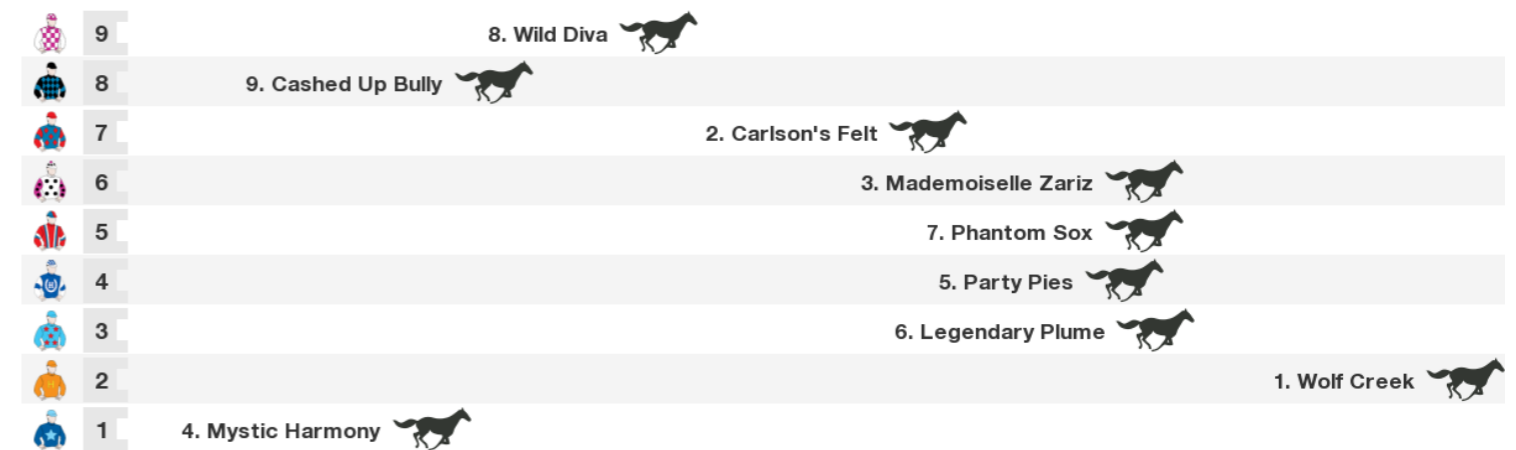 9 8. Wild Diva
8 9. Cashed Up Bully
7 2. Carlson's Felt
6 3. Mademoiselle Zariz
5 7. Phantom Sox
4 5. Party Pies
3 6. Legendary Plume
2 1. Wolf Creek
1 4. Mystic Harmony